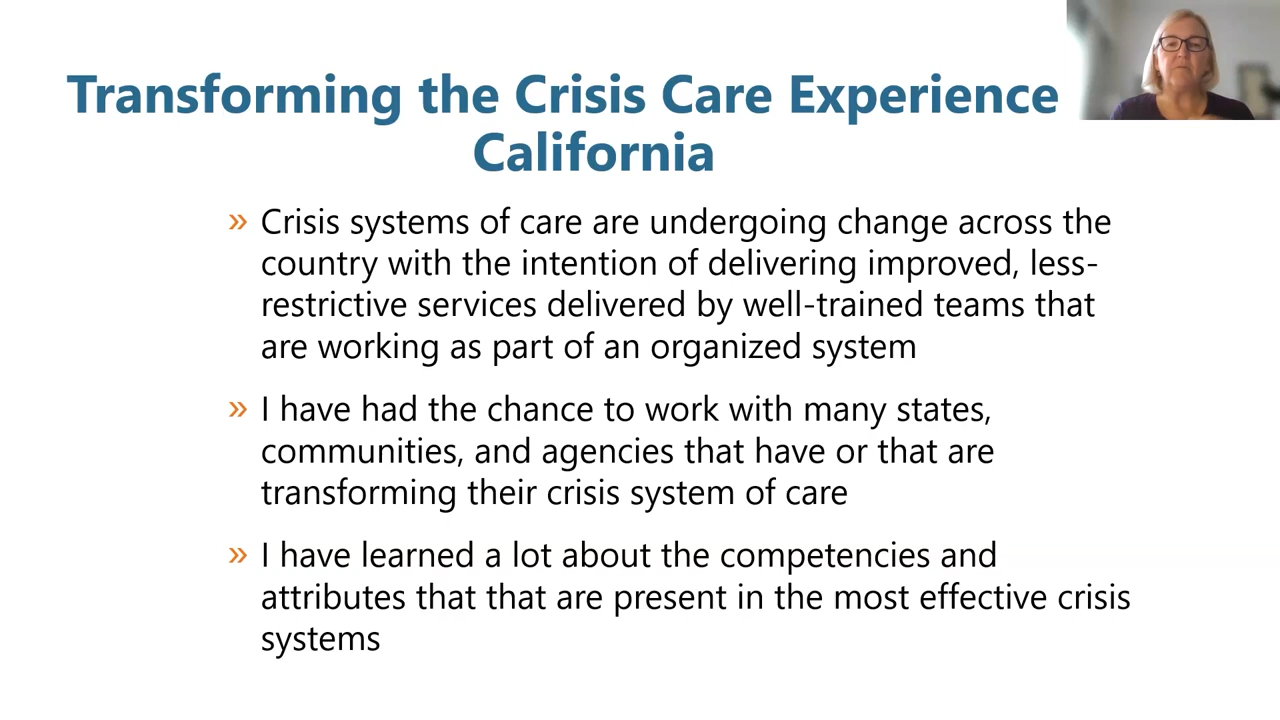 Transforming the Crisis Care Experience
California
» Crisis systems of care are undergoing change across the
country with the intention of delivering improved, less-
restrictive services delivered by well-trained teams that
are working as part of an organized system
» I have had the chance to work with many states,
communities, and agencies that have or that are
transforming their crisis system of care
» I have learned a lot about the competencies and
attributes that that are present in the most effective crisis
systems